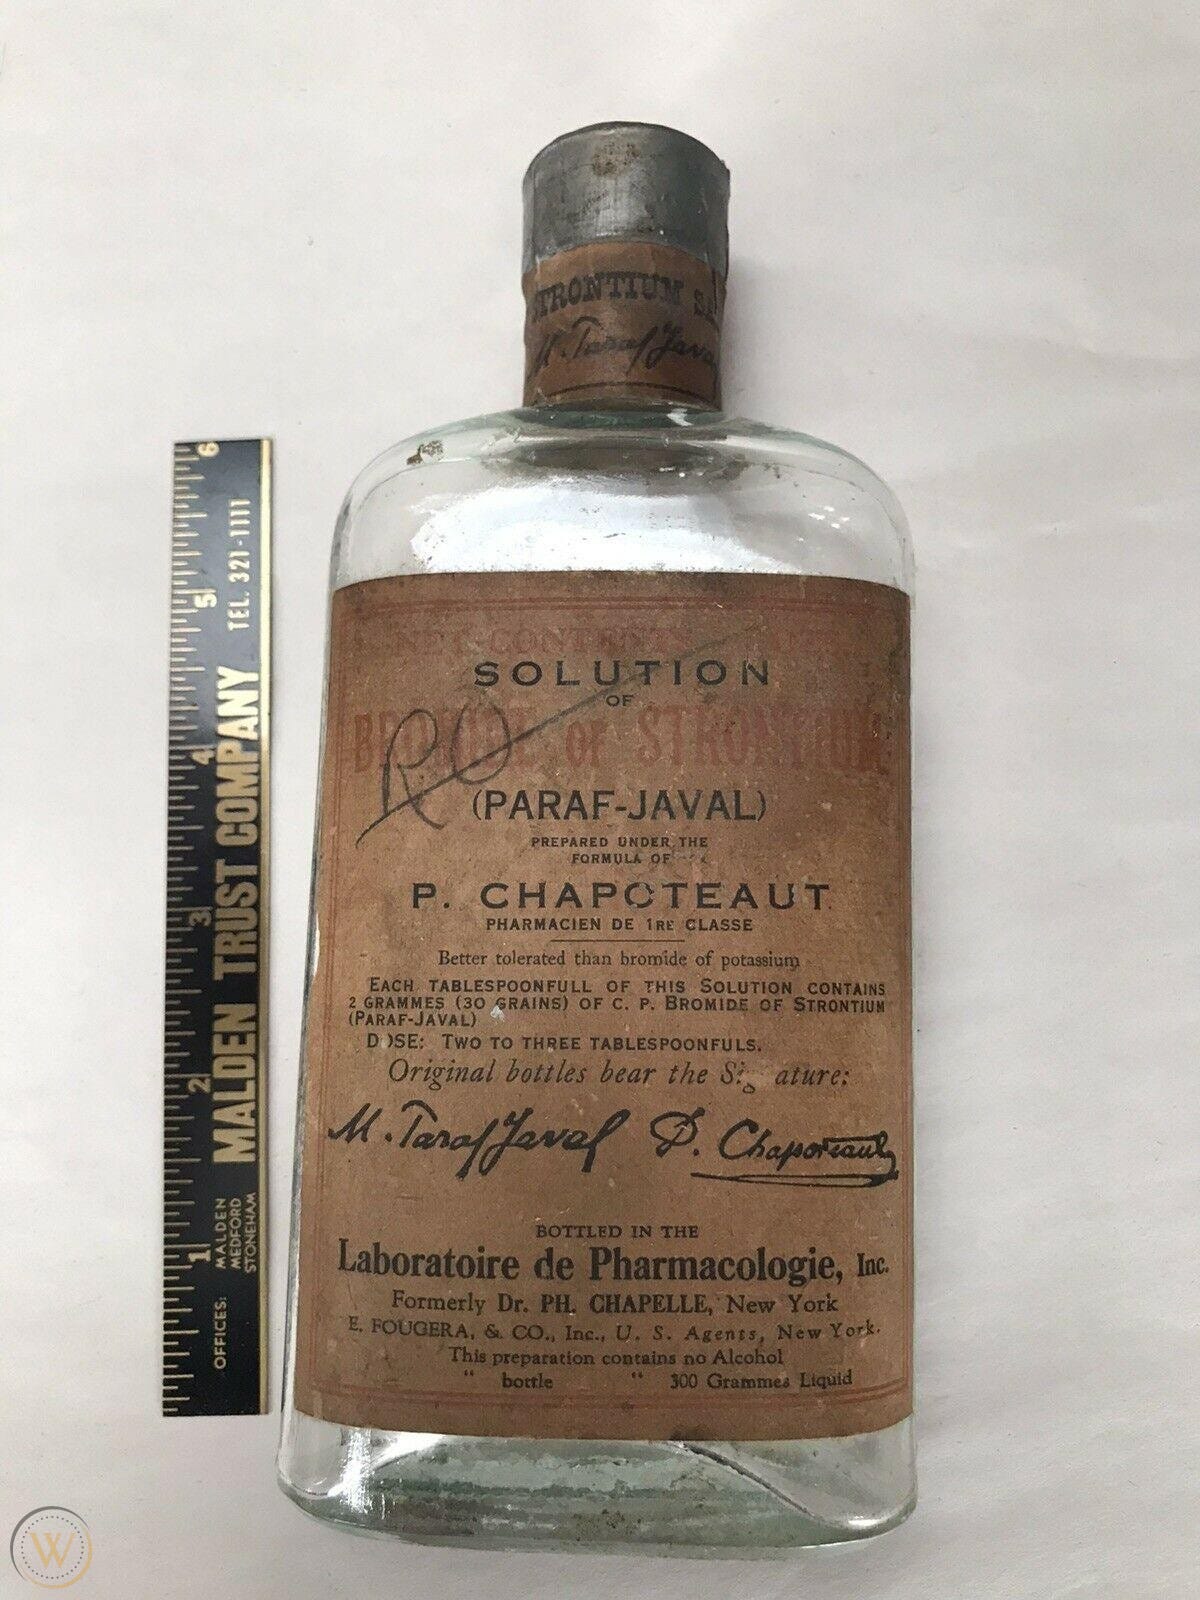 STRONTIUM SA
M. Paraf Javal
NET CONTENTS
SOLUTION
OF
BROMIDE OF STRONTIUM
(PARAF-JAVAL)
PREPARED UNDER THE
FORMULA OF
P. CHAPOTEAUT
PHARMACIEN DE 1RE CLASSE
Better tolerated than bromide of potassium
EACH TABLESPOONFULL OF THIS SOLUTION CONTAINS
2 GRAMMES (30 GRAINS) OF C. P. BROMIDE OF STRONTIUM
(PARAF-JAVAL)
DOSE: TWO TO THREE TABLESPOONFULS.
Original bottles bear the Signature:
M. Paraf Javal P. Chapoteaut
BOTTLED IN THE
Laboratoire de Pharmacologie, Inc.
Formerly Dr. PH. CHAPELLE, New York
E. FOUGERA, & CO., Inc., U. S. Agents, New York.
This preparation contains no Alcohol
" bottle " 300 Grammes Liquid
1 2 3 4 5 6
MALDEN TRUST COMPANY TEL. 321-1111
OFFICES:
MALDEN
MEDFORD
STONEHAM
W